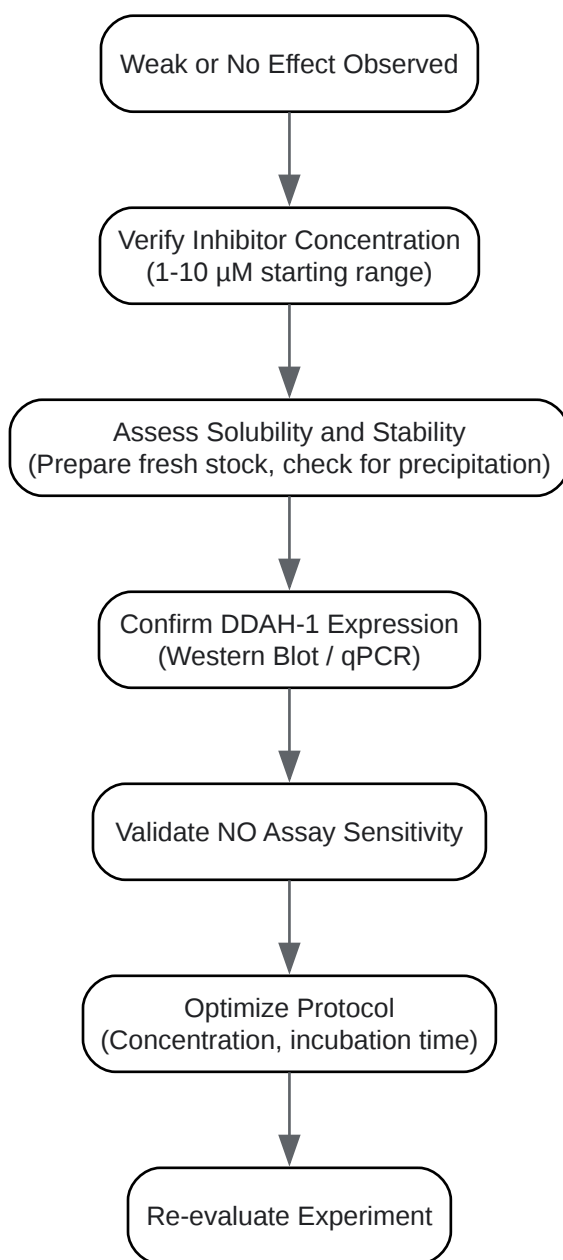 Weak or No Effect Observed
Verify Inhibitor Concentration
(1-10 µM starting range)
Assess Solubility and Stability
(Prepare fresh stock, check for precipitation)
Confirm DDAH-1 Expression
(Western Blot / qPCR)
Validate NO Assay Sensitivity
Optimize Protocol
(Concentration, incubation time)
Re-evaluate Experiment